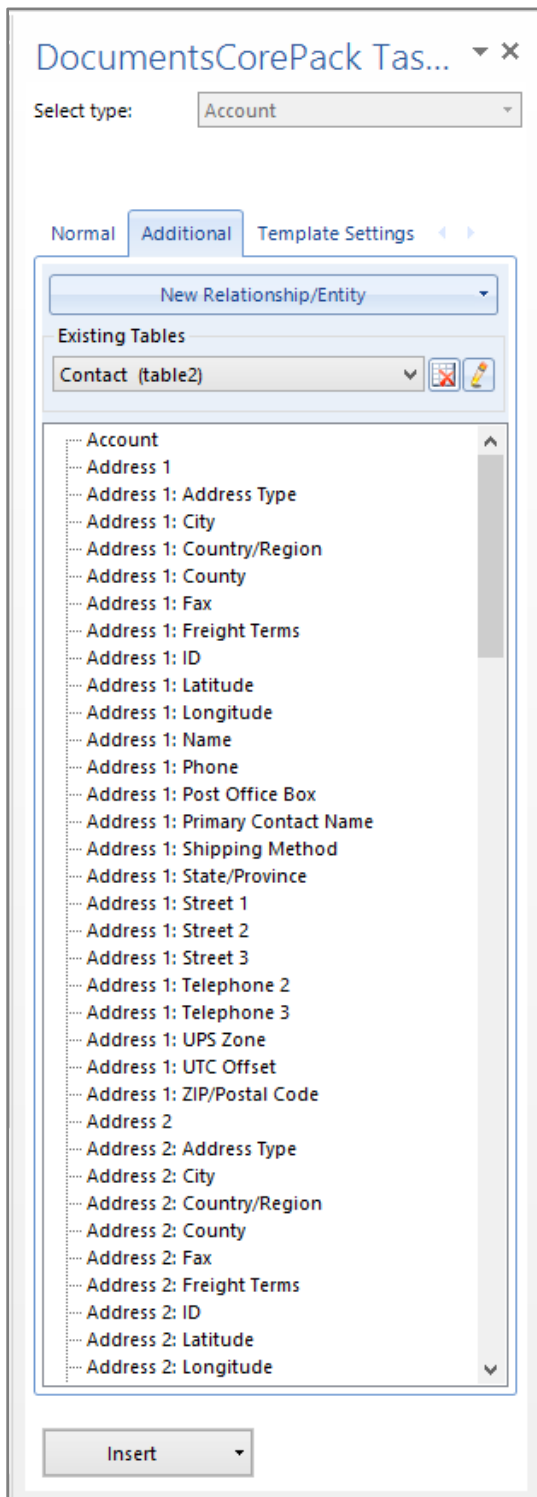 DocumentsCorePack Tas...
Select type: Account
Normal Additional Template Settings
New Relationship/Entity
Existing Tables
Contact (table2)
Account
Address 1
Address 1: Address Type
Address 1: City
Address 1: Country/Region
Address 1: County
Address 1: Fax
Address 1: Freight Terms
Address 1: ID
Address 1: Latitude
Address 1: Longitude
Address 1: Name
Address 1: Phone
Address 1: Post Office Box
Address 1: Primary Contact Name
Address 1: Shipping Method
Address 1: State/Province
Address 1: Street 1
Address 1: Street 2
Address 1: Street 3
Address 1: Telephone 2
Address 1: Telephone 3
Address 1: UPS Zone
Address 1: UTC Offset
Address 1: ZIP/Postal Code
Address 2
Address 2: Address Type
Address 2: City
Address 2: Country/Region
Address 2: County
Address 2: Fax
Address 2: Freight Terms
Address 2: ID
Address 2: Latitude
Address 2: Longitude
Insert